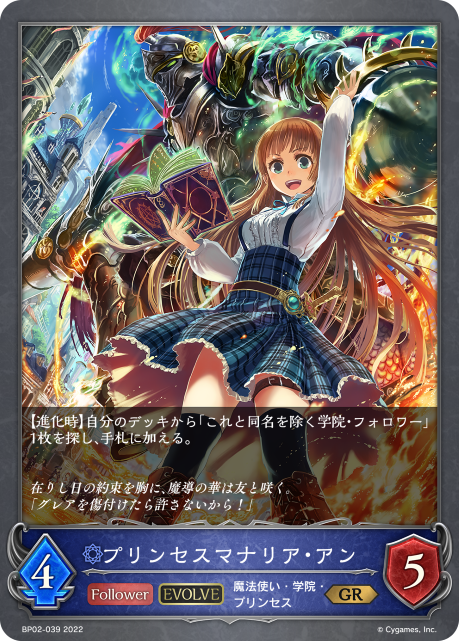 【進化時】自分のデッキから「これと同名を除く学院・フォロワー」
1枚を探し、手札に加える。
在りし日の約束を胸に、魔導の華は友と咲く。
「グレアを傷付けたら許さないから！」
プリンセスマナリア・アン
4
Follower
EVOLVE
魔法使い・学院・
プリンセス
GR
5
BP02-039 2022
© Cygames, Inc.